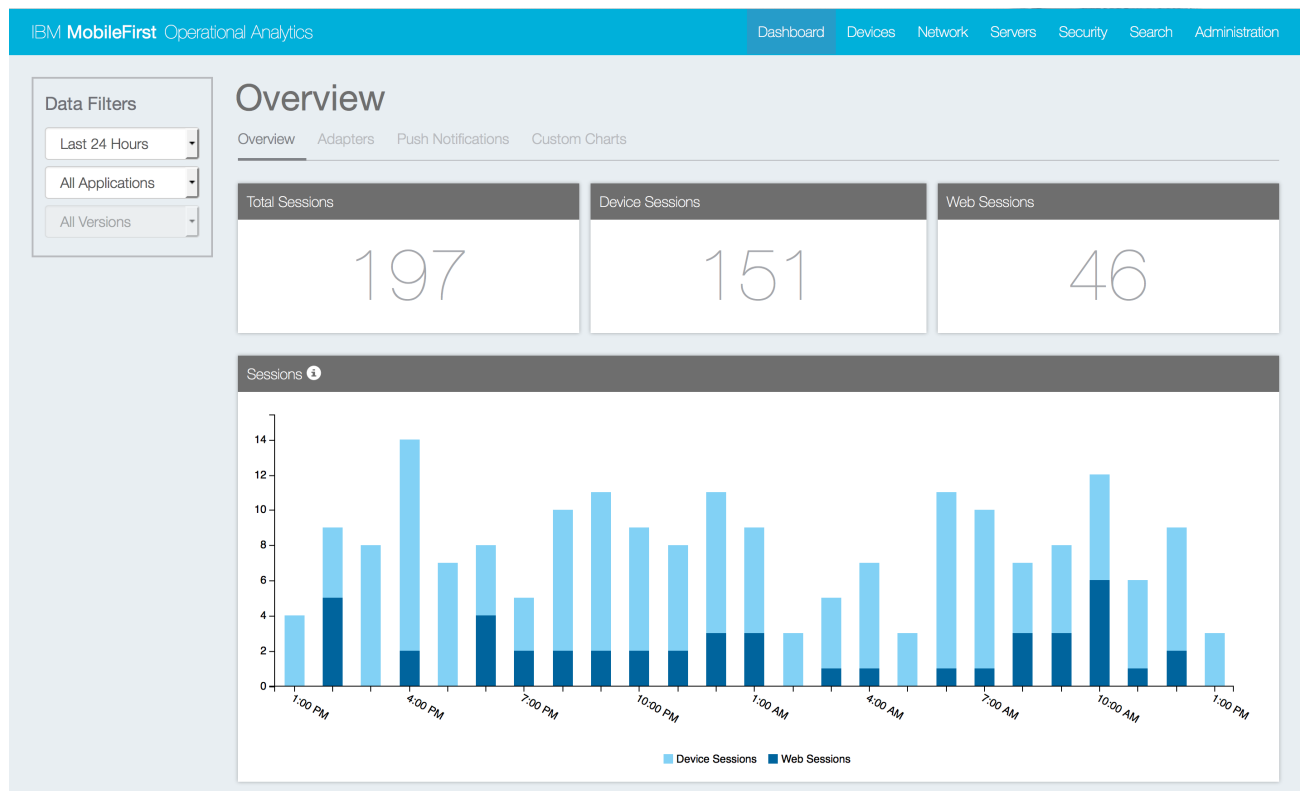 IBM MobileFirst Operational Analytics
Dashboard Devices Network Servers Security Search Administration
Data Filters
Last 24 Hours
All Applications
All Versions
Overview
Overview Adapters Push Notifications Custom Charts
Total Sessions
197
Device Sessions
151
Web Sessions
46
Sessions
14
12
10
8
6
4
2
0
1:00 PM 4:00 PM 7:00 PM 10:00 PM 1:00 AM 4:00 AM 7:00 AM 10:00 AM 1:00 PM
Device Sessions Web Sessions